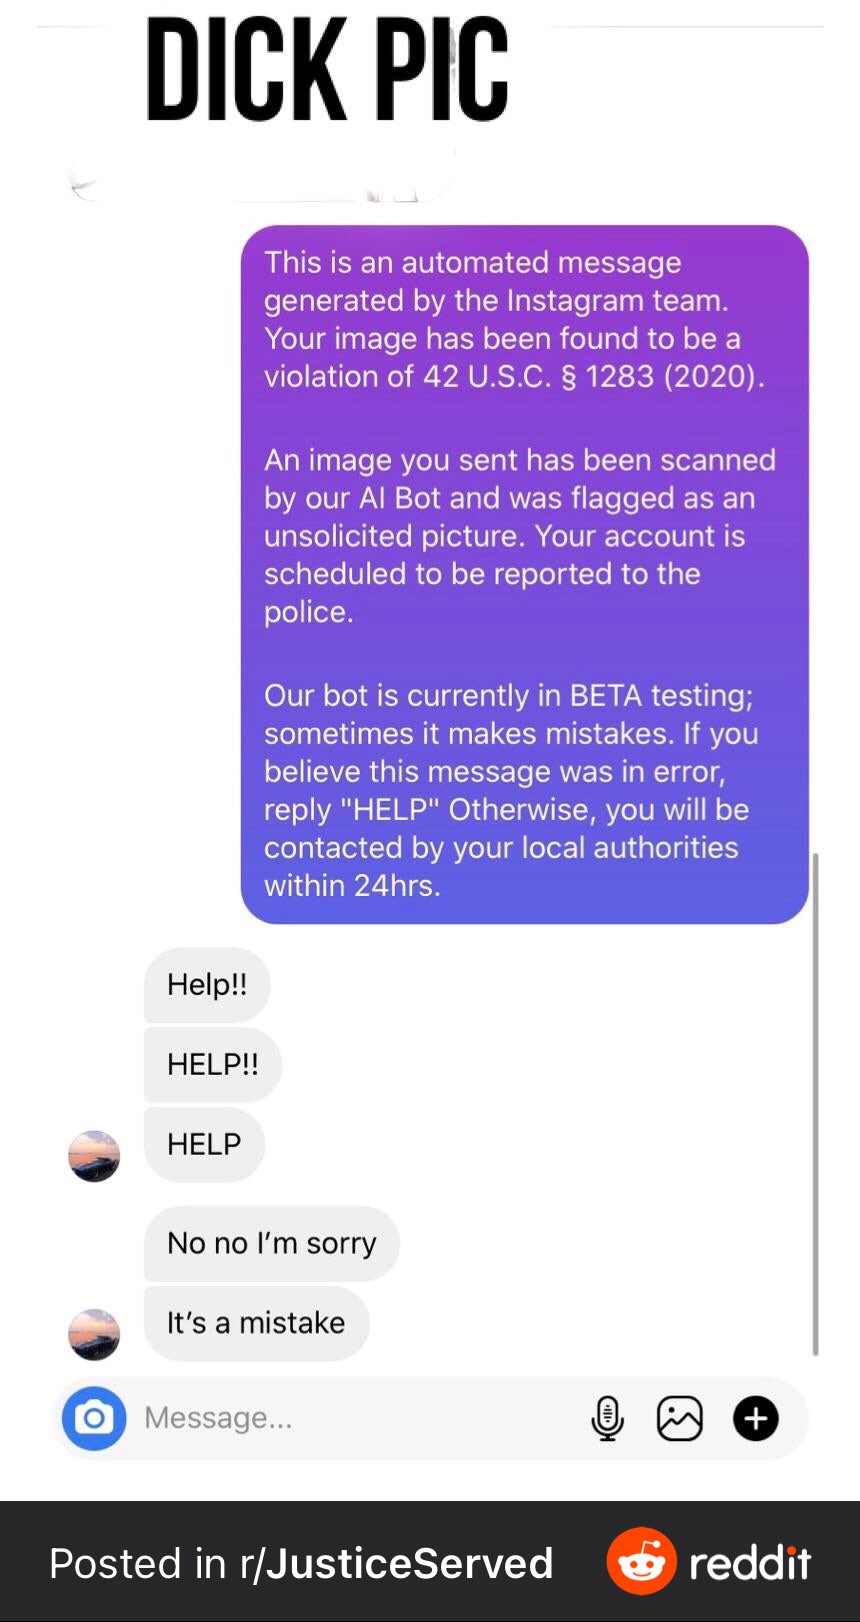 DICK PIC
This is an automated message
generated by the Instagram team.
Your image has been found to be a
violation of 42 U.S.C. § 1283 (2020).
An image you sent has been scanned
by our AI Bot and was flagged as an
unsolicited picture. Your account is
scheduled to be reported to the
police.
Our bot is currently in BETA testing;
sometimes it makes mistakes. If you
believe this message was in error,
reply "HELP" Otherwise, you will be
contacted by your local authorities
within 24hrs.
Help!!
HELP!!
HELP
No no I’m sorry
It’s a mistake
Message...
Posted in r/JusticeServed reddit